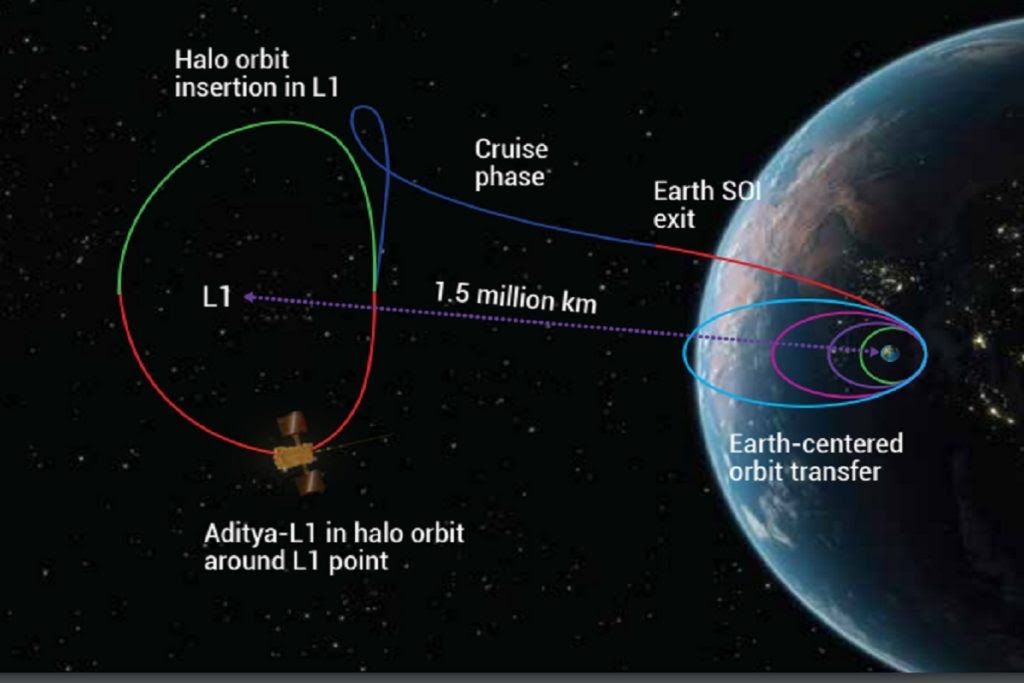 Halo orbit
insertion in L1
Cruise
phase
Earth SOI
exit
L1
1.5 million km
Earth-centered
orbit transfer
Aditya-L1 in halo orbit
around L1 point